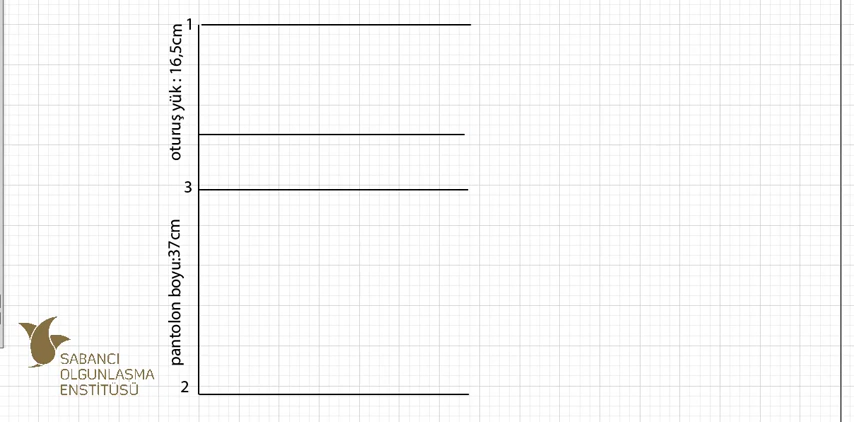 1
oturuş yük : 16,5cm
3
pantolon boyu:37cm
2
SABANCI
OLGUNLAŞMA
ENSTİTÜSÜ